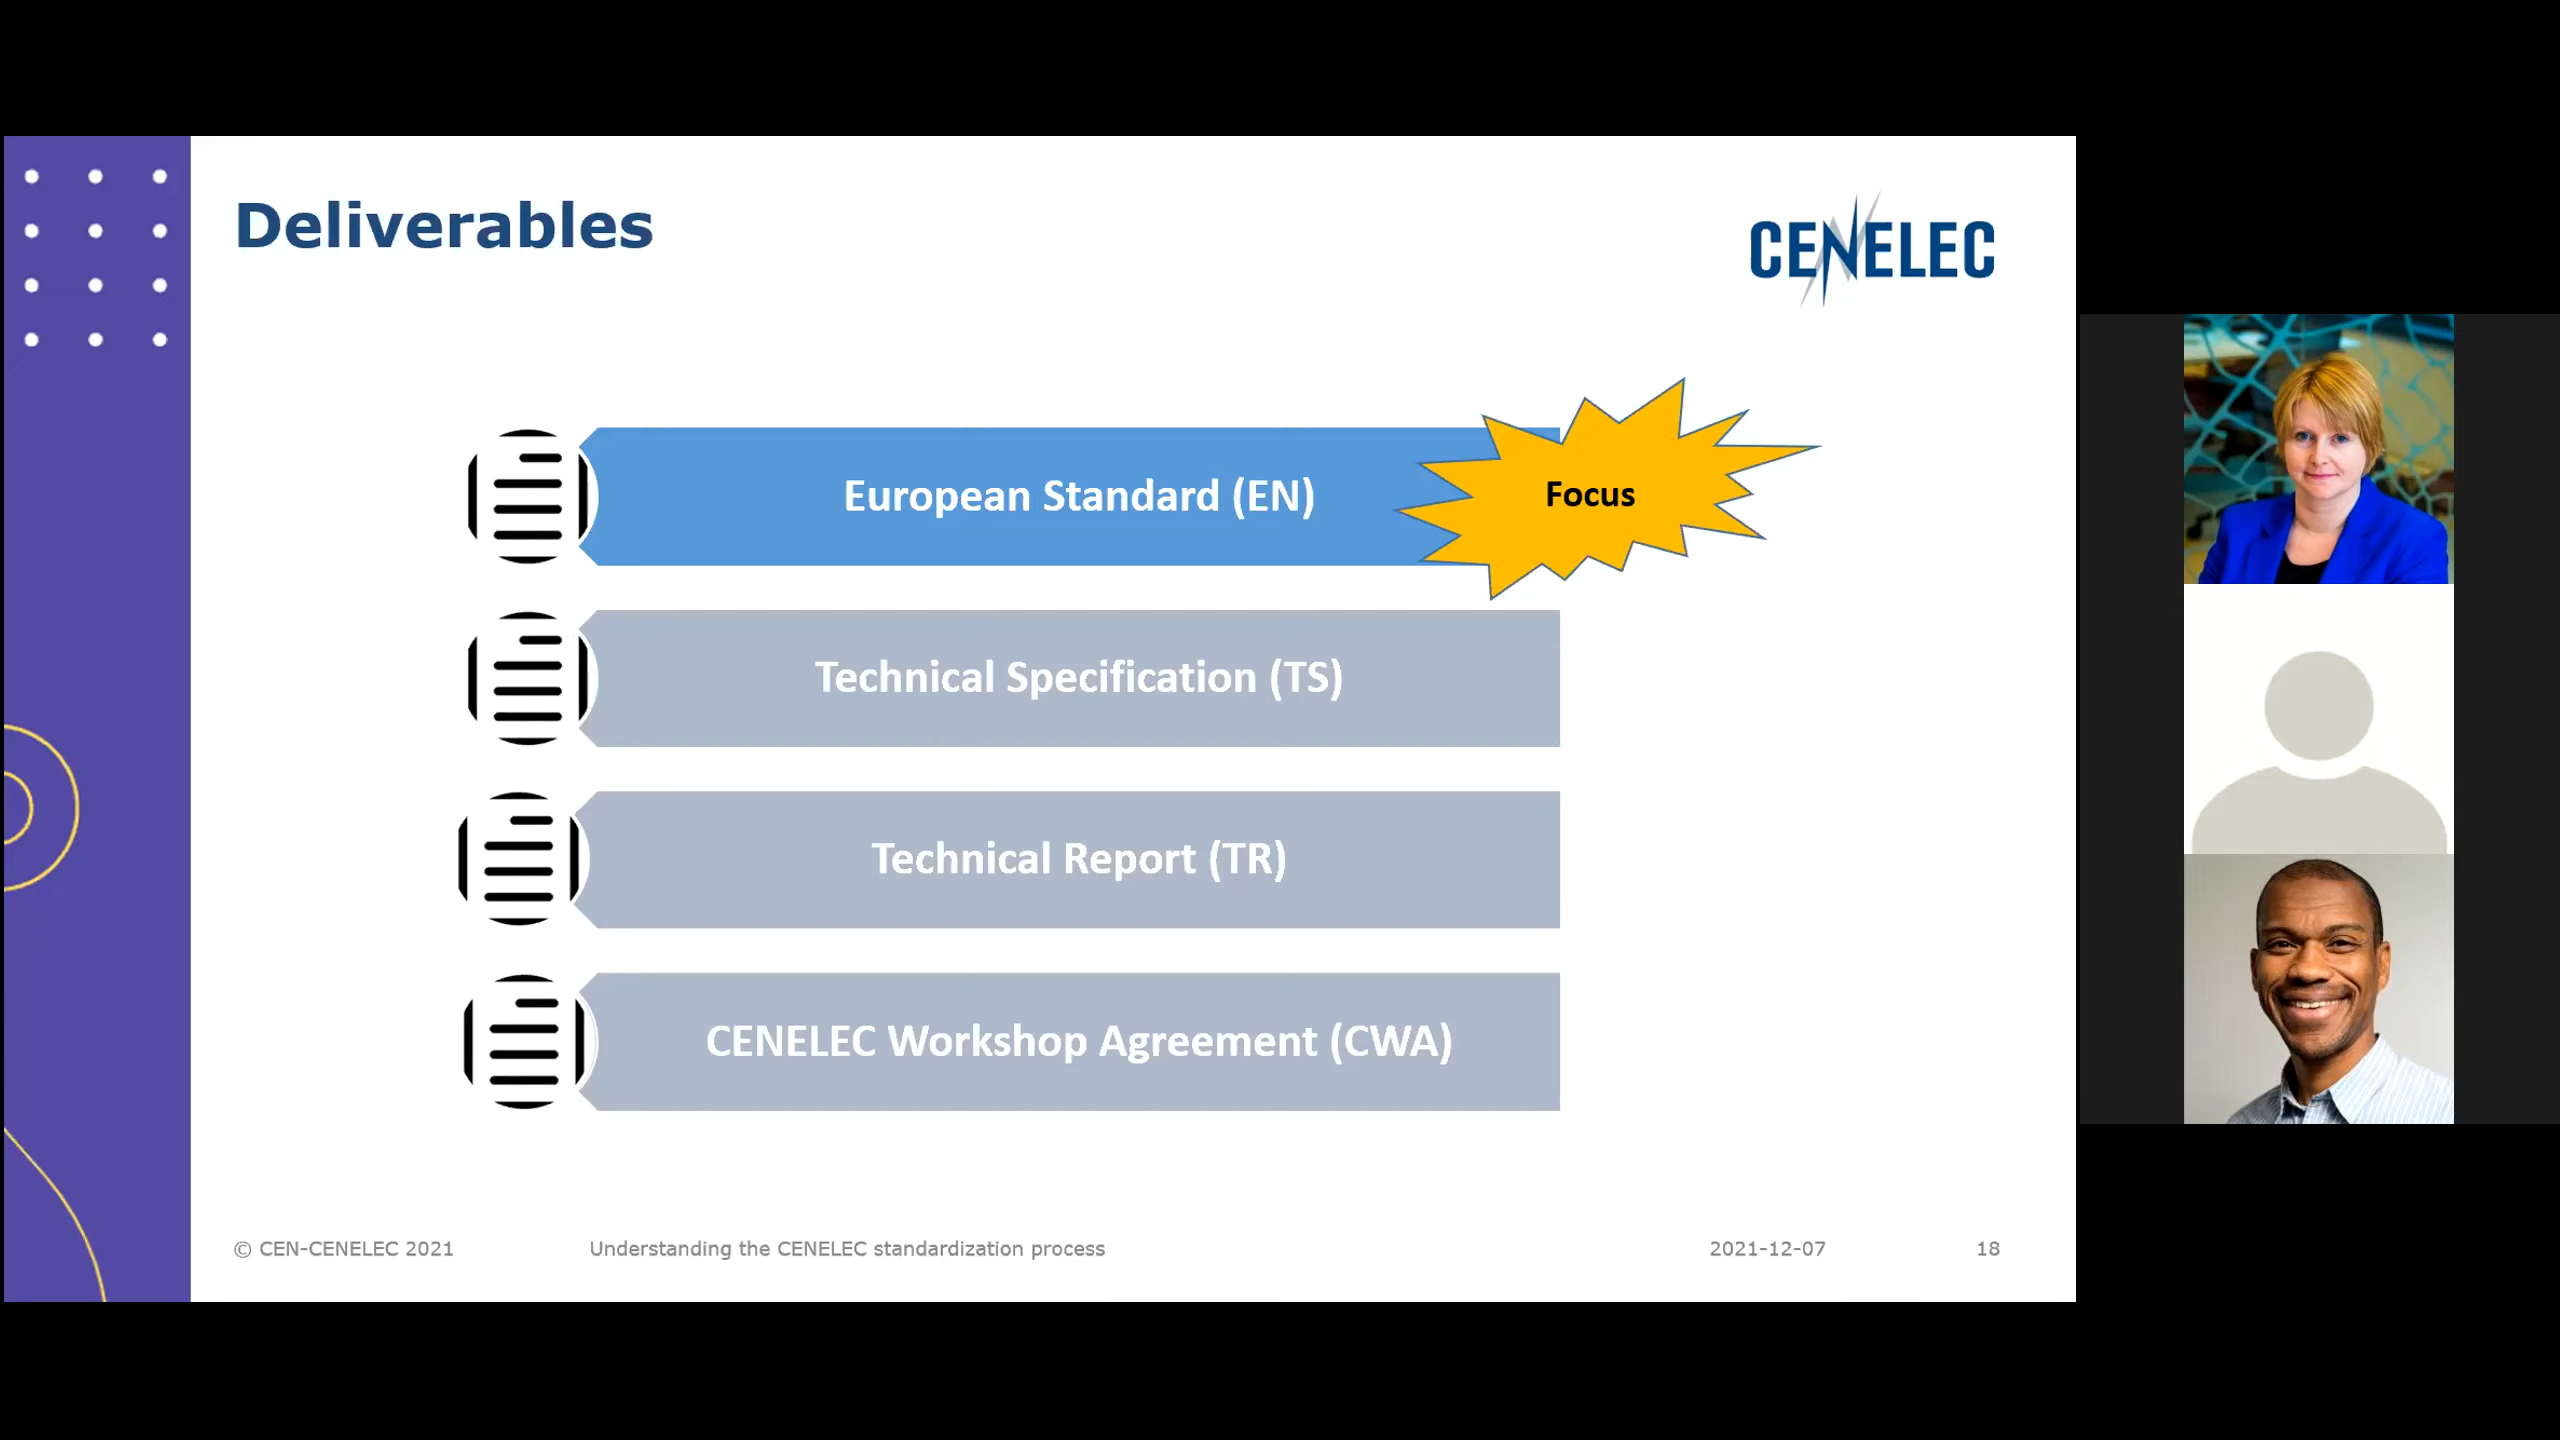 Deliverables
CENELEC
European Standard (EN)
Focus
Technical Specification (TS)
Technical Report (TR)
CENELEC Workshop Agreement (CWA)
© CEN-CENELEC 2021
Understanding the CENELEC standardization process
2021-12-07
18